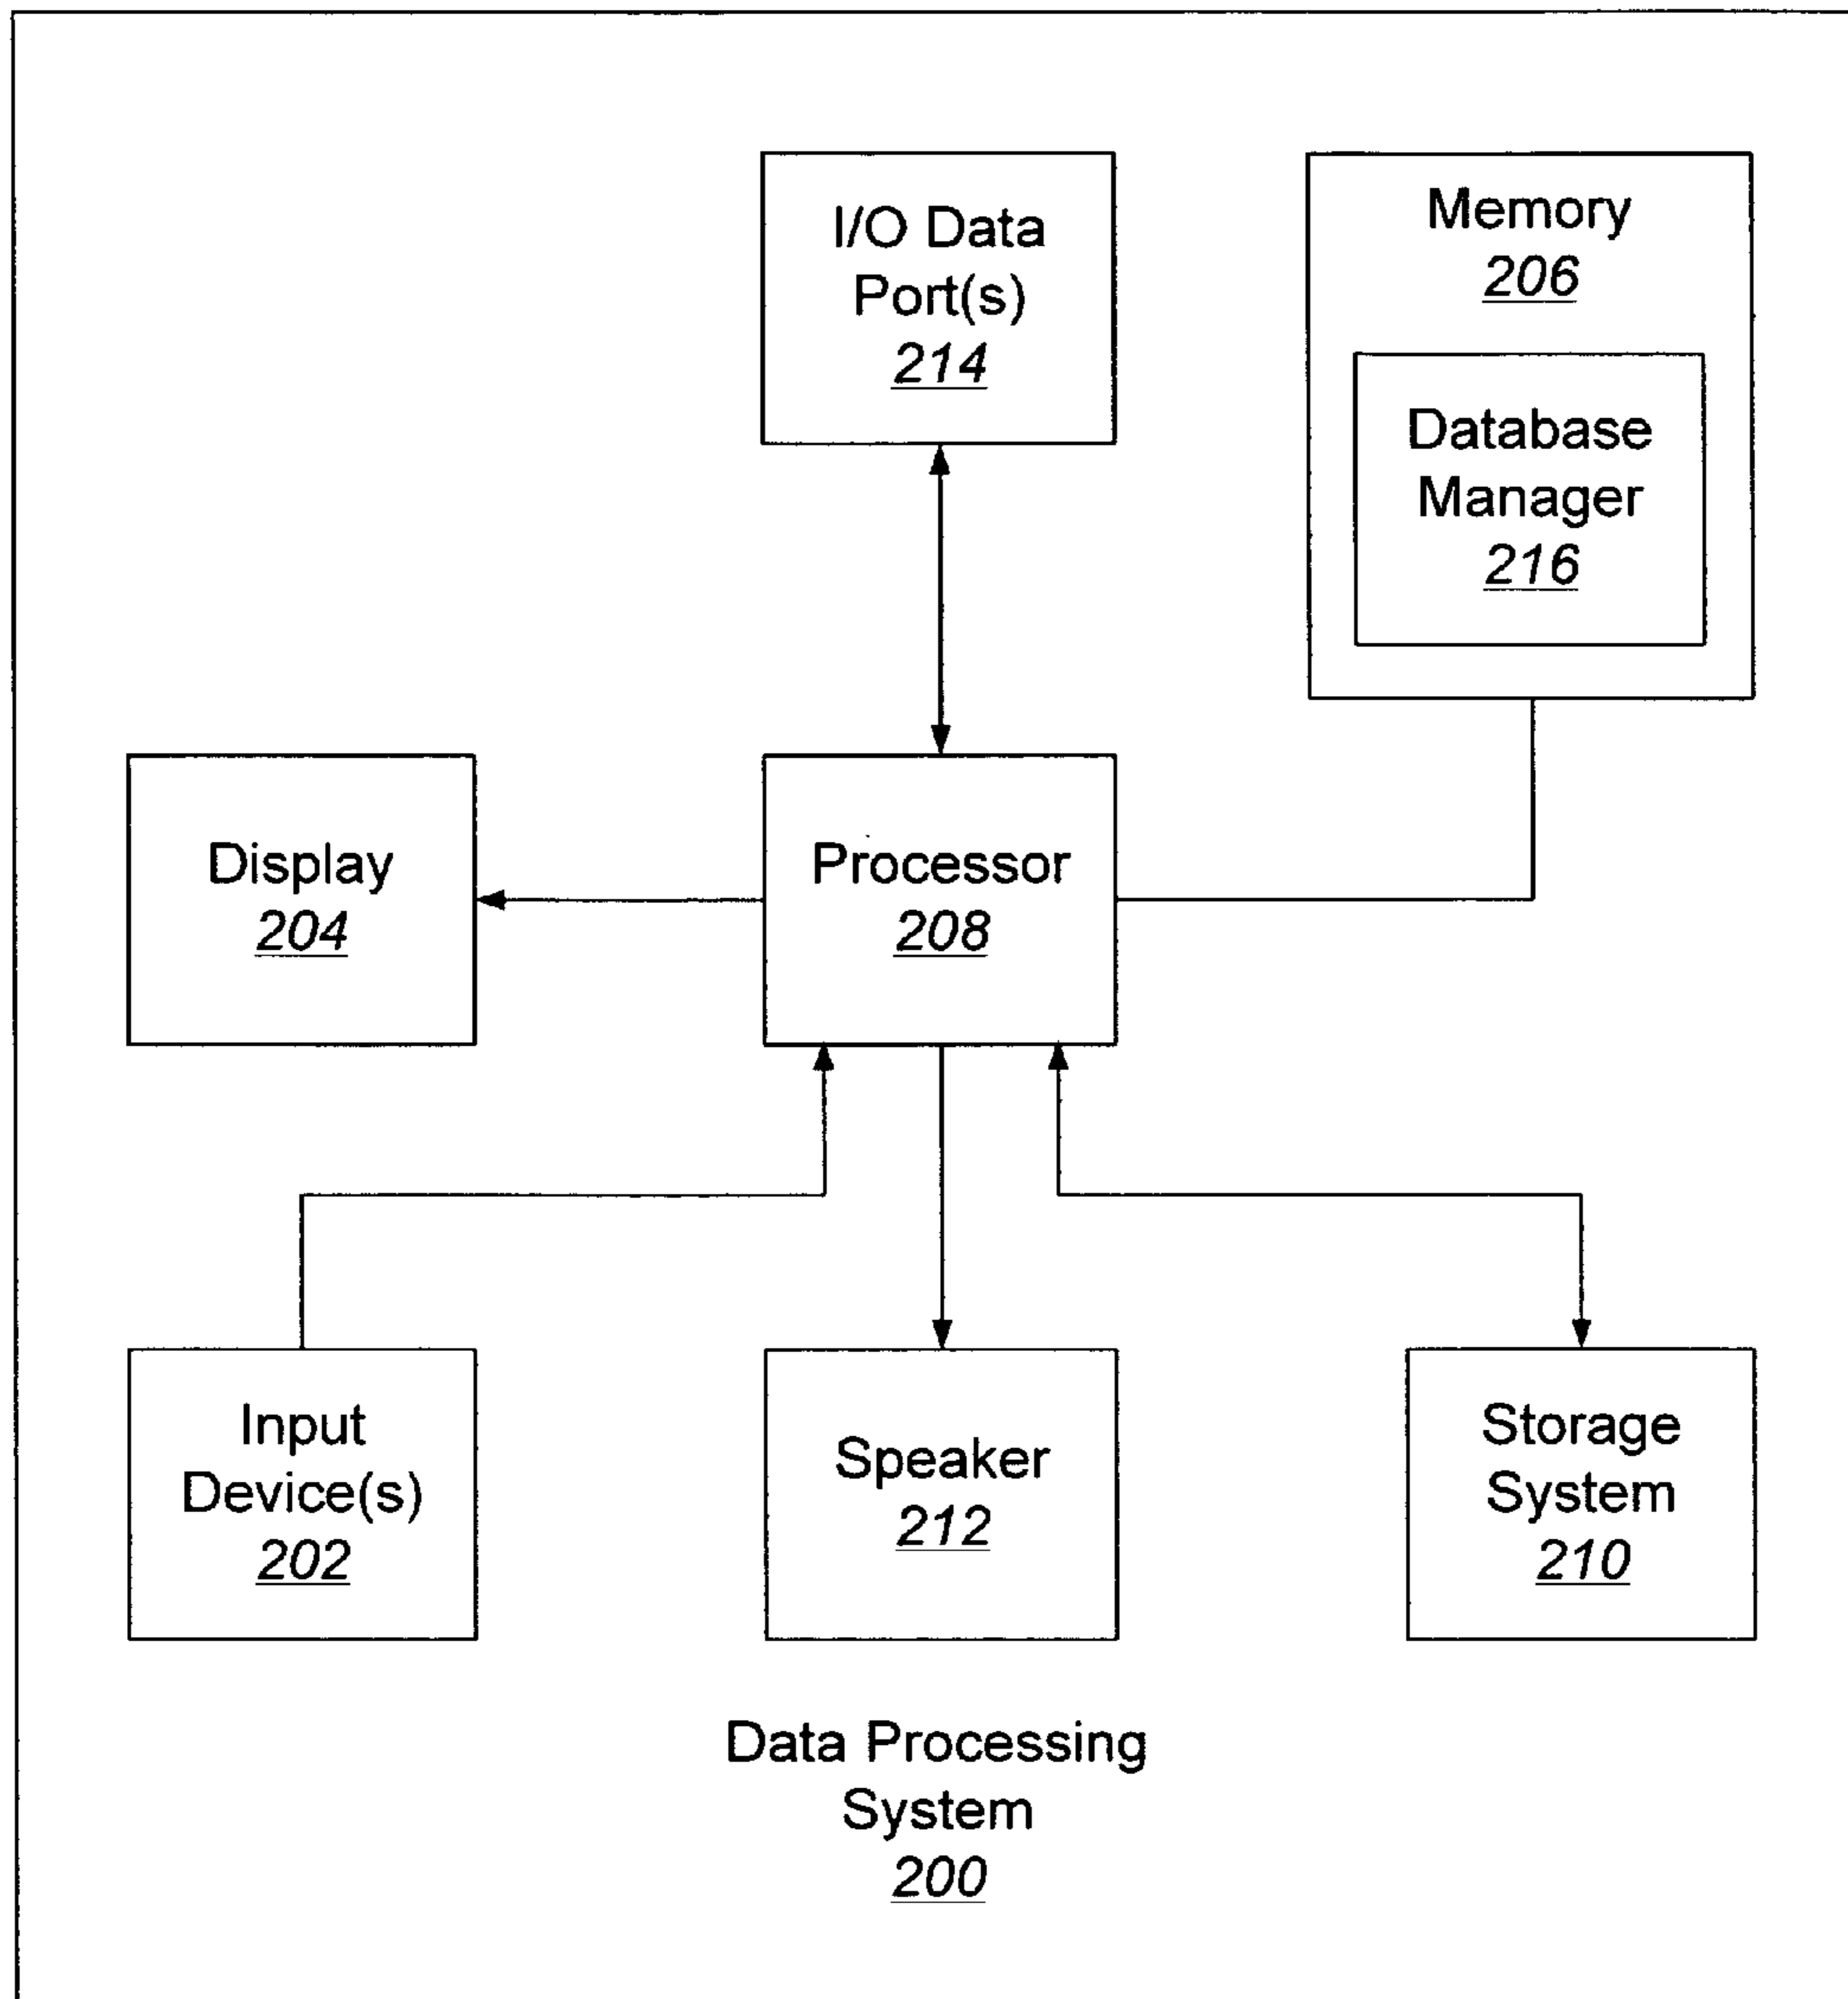 I/O Data
Port(s)
214
Memory
206
Database
Manager
216
Display
204
Processor
208
Input
Device(s)
202
Speaker
212
Storage
System
210
Data Processing
System
200